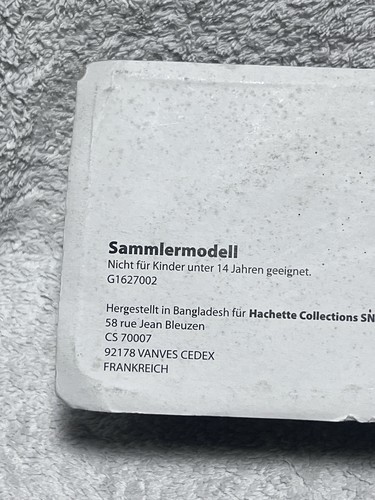 Sammlermodell
Nicht für Kinder unter 14 Jahren geeignet.
G1627002
Hergestellt in Bangladesh für Hachette Collections SN
58 rue Jean Bleuzen
CS 70007
92178 VANVES CEDEX
FRANKREICH